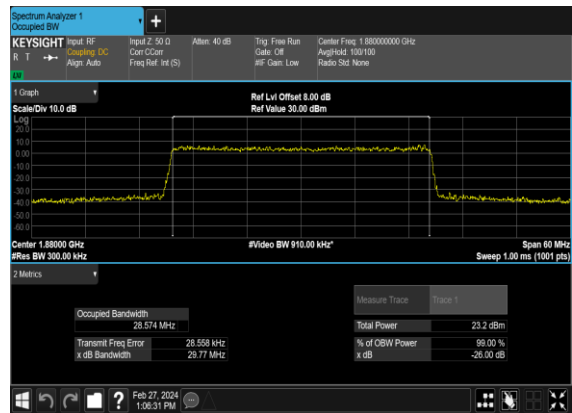 Spectrum Analyzer 1
Occupied BW
+
KEYSIGHT Input: RF Input Z: 50 Ω Atten: 40 dB Trig: Free Run Center Freq: 1.880000000 GHz
R T Coupling: DC Corr CCorr Gate: Off Avg|Hold: 100/100
Align: Auto Freq Ref: Int (S) #IF Gain: Low Radio Std: None
1 Graph
Ref Lvl Offset 8.00 dB
Scale/Div 10.0 dB Ref Value 30.00 dBm
Log
20.0
10.0
0.00
-10.0
-20.0
-30.0
-40.0
-50.0
-60.0
Center 1.88000 GHz #Video BW 910.00 kHz* Span 60 MHz
#Res BW 300.00 kHz Sweep 1.00 ms (1001 pts)
2 Metrics
Measure Trace Trace 1
Occupied Bandwidth
28.574 MHz Total Power 23.2 dBm
Transmit Freq Error 28.558 kHz % of OBW Power 99.00 %
x dB Bandwidth 29.77 MHz x dB -26.00 dB
? Feb 27, 2024
1:06:31 PM